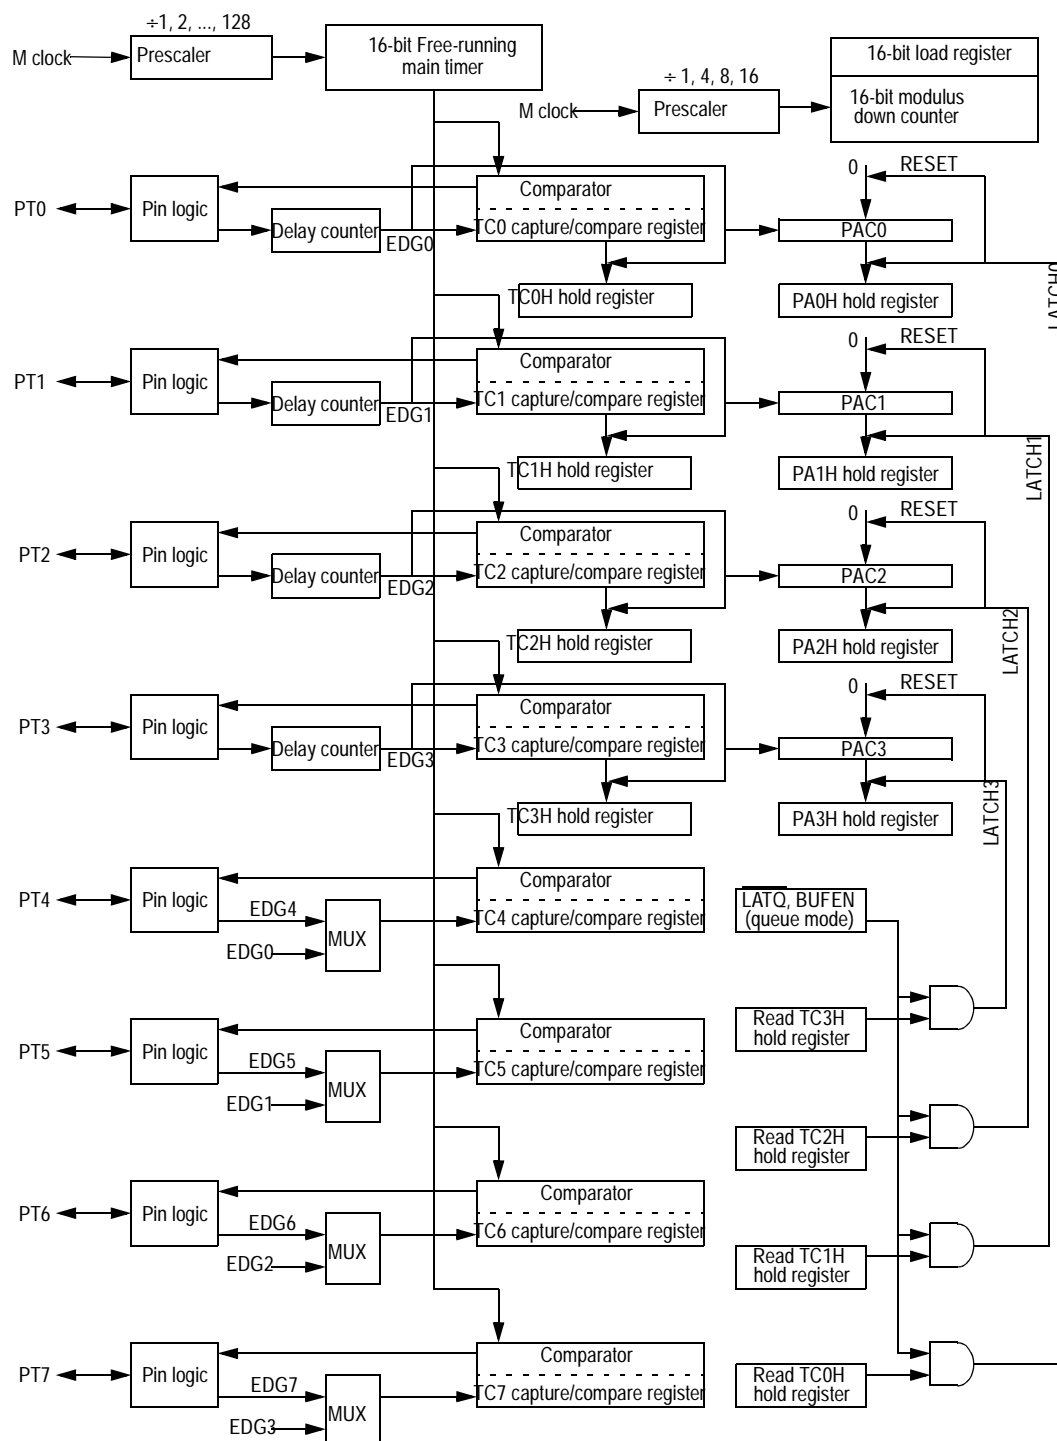 ÷1, 2, ..., 128
M clock
Prescaler
16-bit Free-running
main timer
÷ 1, 4, 8, 16
M clock
Prescaler
16-bit load register
16-bit modulus
down counter
PT0
Pin logic
Delay counter
EDG0
Comparator
TC0 capture/compare register
TC0H hold register
0
RESET
PAC0
PA0H hold register
LATCH0
PT1
Pin logic
Delay counter
EDG1
Comparator
TC1 capture/compare register
TC1H hold register
0
RESET
PAC1
PA1H hold register
LATCH1
PT2
Pin logic
Delay counter
EDG2
Comparator
TC2 capture/compare register
TC2H hold register
0
RESET
PAC2
PA2H hold register
LATCH2
PT3
Pin logic
Delay counter
EDG3
Comparator
TC3 capture/compare register
TC3H hold register
0
RESET
PAC3
PA3H hold register
LATCH3
PT4
Pin logic
EDG4
EDG0
MUX
Comparator
TC4 capture/compare register
LATQ, BUFEN
(queue mode)
PT5
Pin logic
EDG5
EDG1
MUX
Comparator
TC5 capture/compare register
Read TC3H
hold register
Read TC2H
hold register
PT6
Pin logic
EDG6
EDG2
MUX
Comparator
TC6 capture/compare register
Read TC1H
hold register
PT7
Pin logic
EDG7
EDG3
MUX
Comparator
TC7 capture/compare register
Read TC0H
hold register